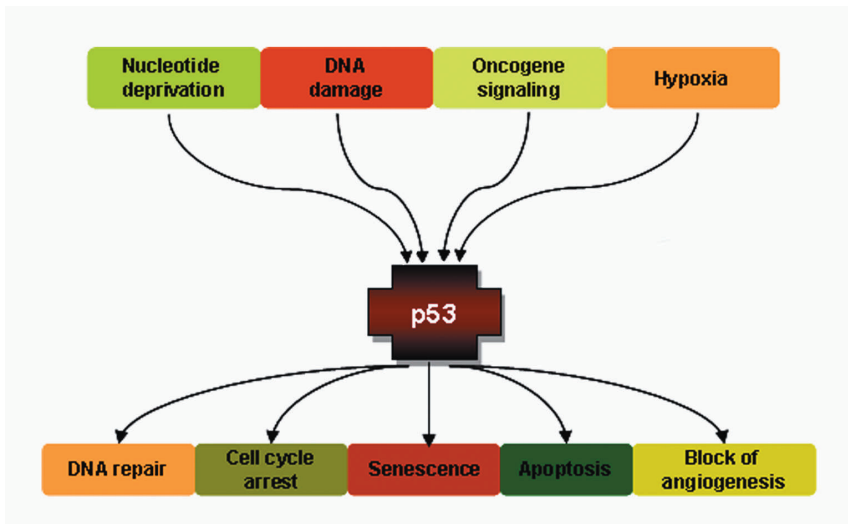 Nucleotide
deprivation
DNA
damage
Oncogene
signaling
Hypoxia
p53
DNA repair
Cell cycle
arrest
Senescence
Apoptosis
Block of
angiogenesis